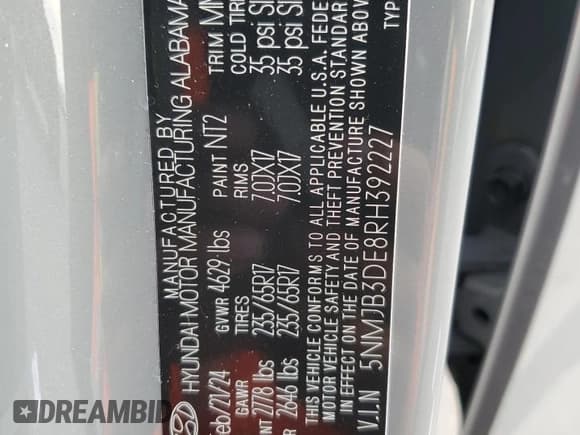 MANUFACTURED BY
HYUNDAI MOTOR MANUFACTURING ALABAMA
Feb/21/24 GVWR 4629 lbs PAINT NT2 TRIM
GAWR TIRES RIMS COLD
2778 lbs 235/65R17 7.0JX17 35 psi
2646 lbs 235/65R17 7.0JX17 35 psi
THIS VEHICLE CONFORMS TO ALL APPLICABLE U.S.A. FEDE
MOTOR VEHICLE SAFETY AND THEFT PREVENTION STANDAR
IN EFFECT ON THE DATE OF MANUFACTURE SHOWN ABOV
V.I.N 5NMJB3DE8RH392227 TYP
DREAMBID